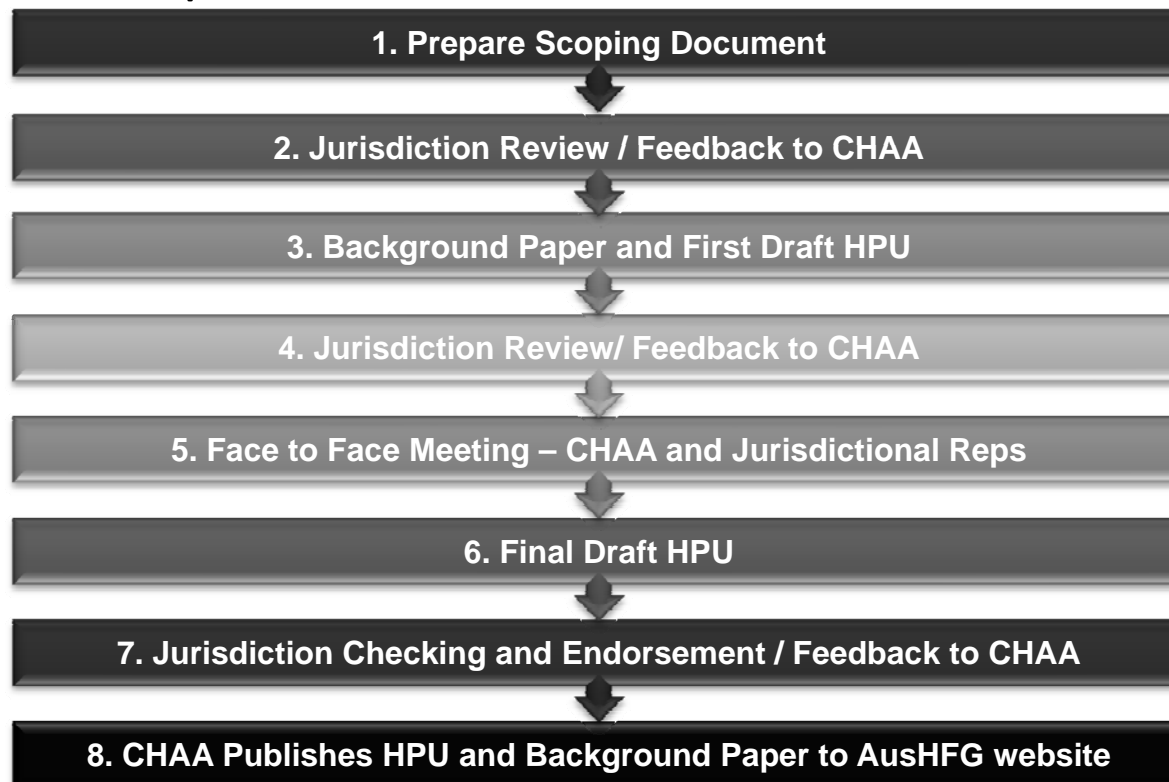 1. Prepare Scoping Document
2. Jurisdiction Review / Feedback to CHAA
3. Background Paper and First Draft HPU
4. Jurisdiction Review/ Feedback to CHAA
5. Face to Face Meeting – CHAA and Jurisdictional Reps
6. Final Draft HPU
7. Jurisdiction Checking and Endorsement / Feedback to CHAA
8. CHAA Publishes HPU and Background Paper to AusHFG website